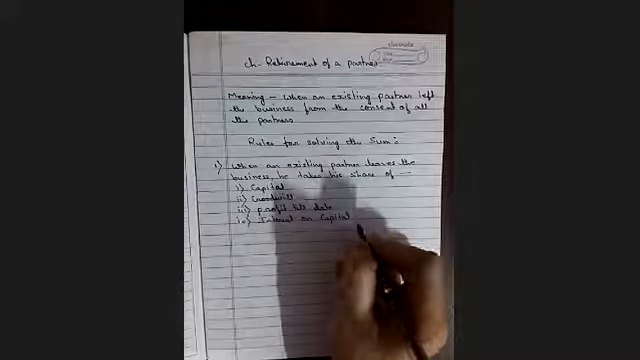 classmate
ch. Retirement of a partner.
Meaning - When an existing partner left
the business from the consent of all
the partners.
Rules for solving the Sum:
1) When an existing partner leaves the
business, he takes his share of —
i) Capital
ii) Goodwill
iii) profit till date
iv) Interest on Capital